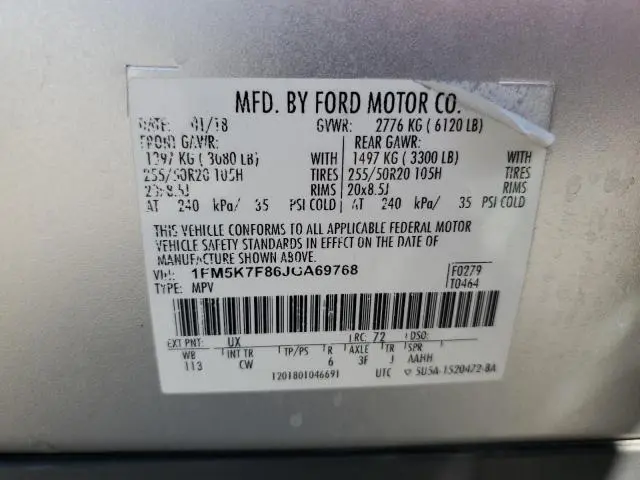 MFD. BY FORD MOTOR CO.
DATE: 01/18 GVWR: 2776 KG ( 6120 LB)
FRONT GAWR: REAR GAWR:
1397 KG ( 3080 LB) WITH 1497 KG ( 3300 LB) WITH
255/50R20 105H TIRES 255/50R20 105H TIRES
20x8.5J RIMS 20x8.5J RIMS
AT 240 kPa/ 35 PSI COLD AT 240 kPa/ 35 PSI COLD
THIS VEHICLE CONFORMS TO ALL APPLICABLE FEDERAL MOTOR
VEHICLE SAFETY STANDARDS IN EFFECT ON THE DATE OF
MANUFACTURE SHOWN ABOVE.
VIN: 1FM5K7F86JGA69768 F0279
TYPE: MPV T0464
EXT PNT: UX RC: 72 DSO:
WB INT TR TP/PS R AXLE TR SPR
113 CW 6 3F J AAHH
1201801046691 UTC 5U5A-1520472-BA